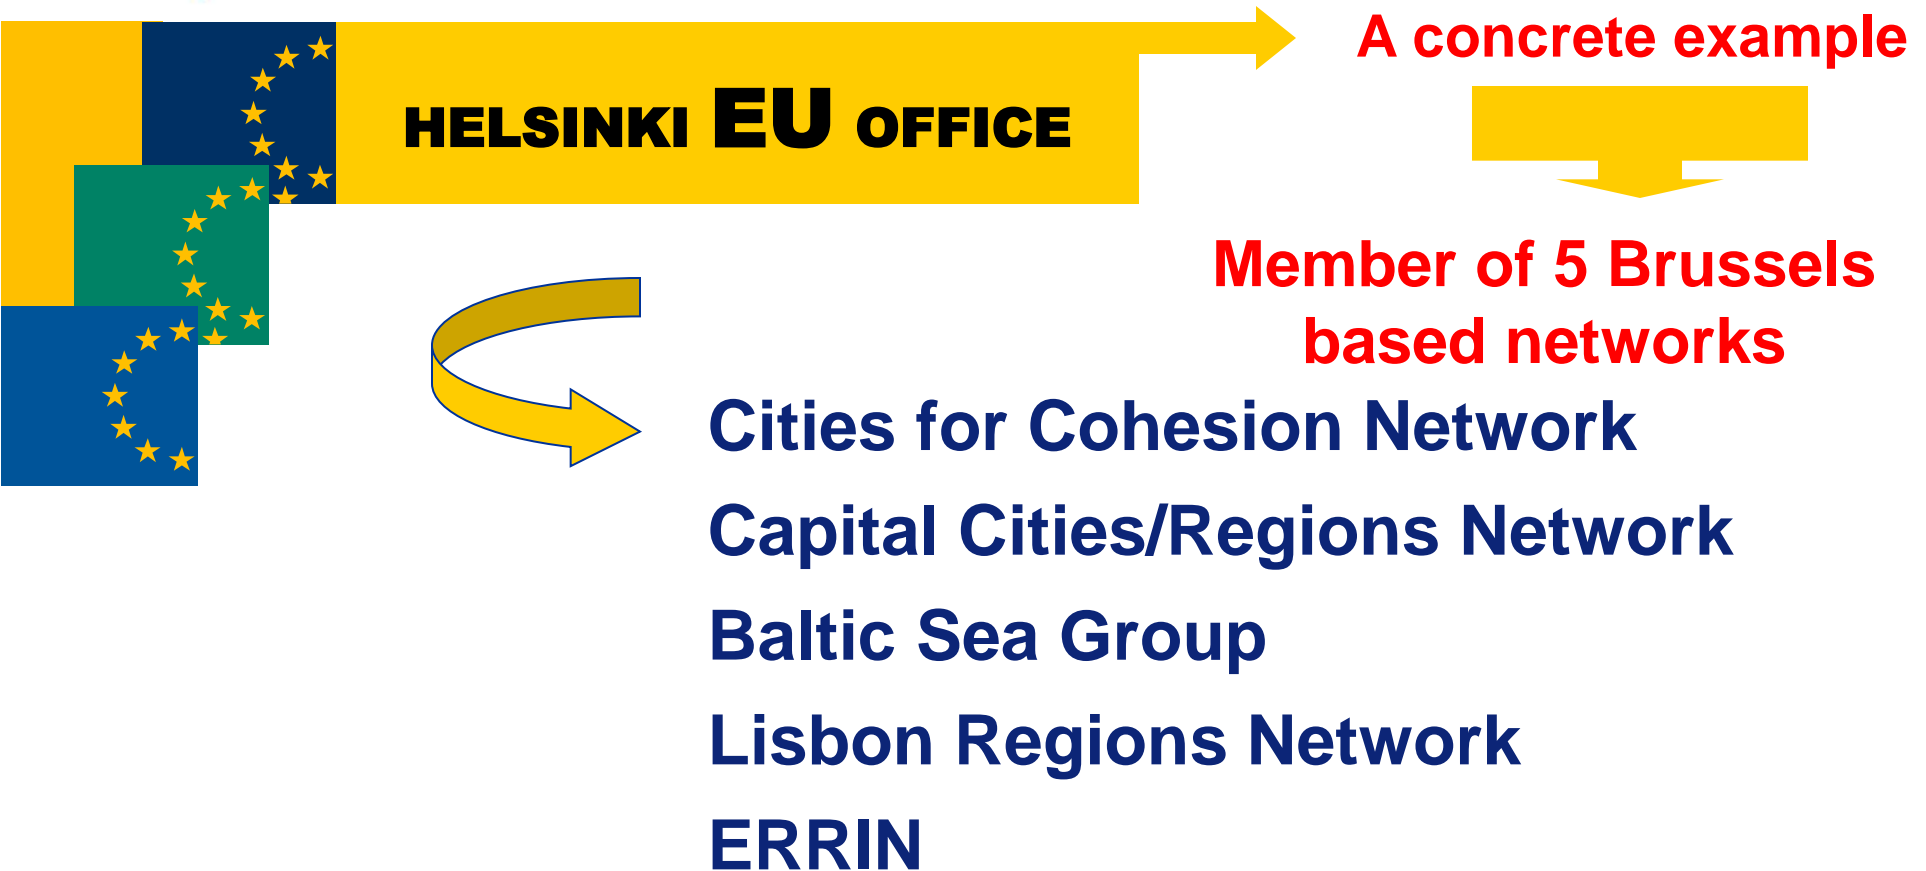 A concrete example
HELSINKI EU OFFICE
Member of 5 Brussels
based networks
Cities for Cohesion Network
Capital Cities/Regions Network
Baltic Sea Group
Lisbon Regions Network
ERRIN